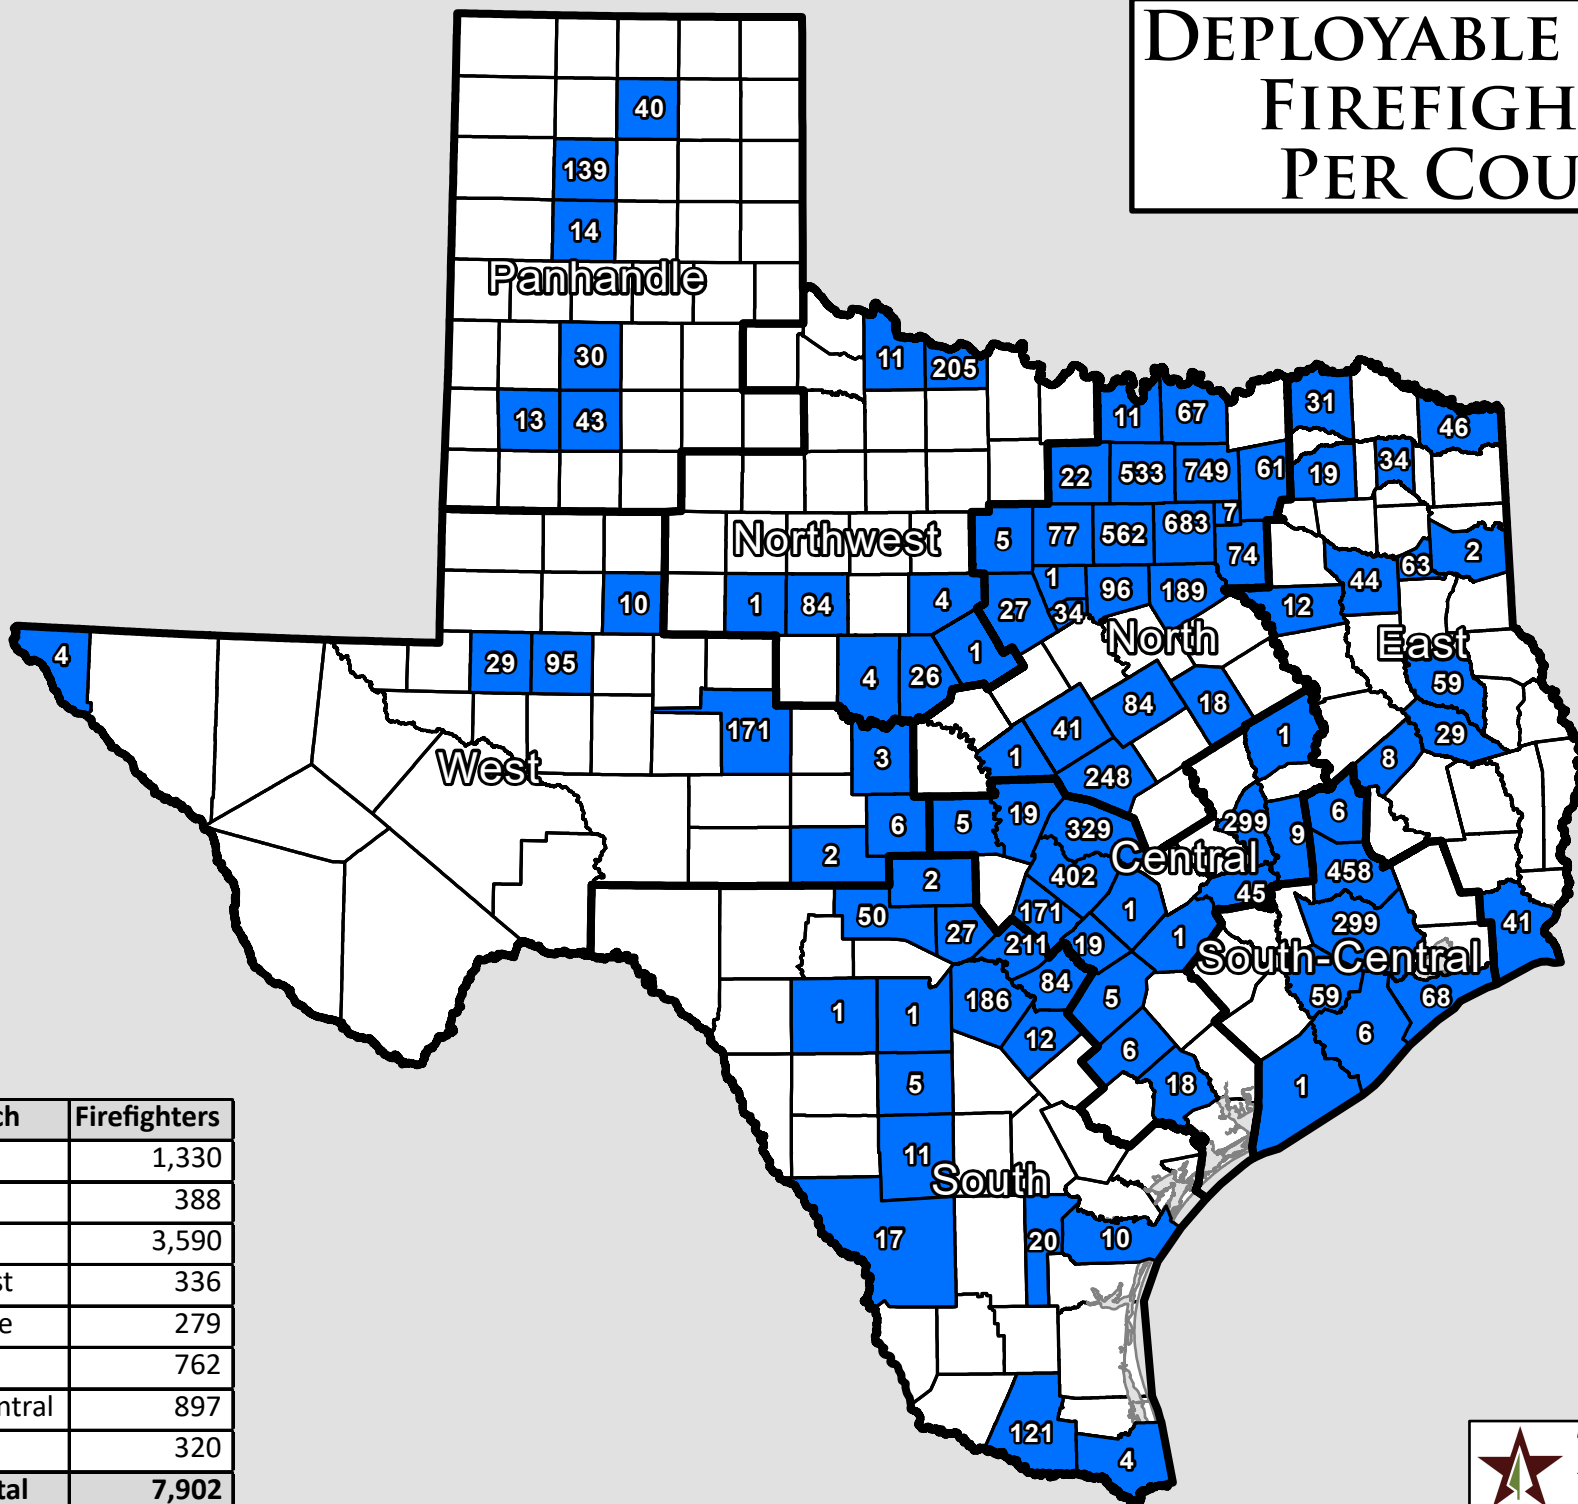 DEPLOYABLE
FIREFIGH
PER COU
40
139
14
Panhandle
30
13 43
11 205
11 67 31 46
22 533 749 61 19 34
Northwest
5 77 562 683 7 74 63 2
10 1 84 4 27 1 34 96 189 44 12
North
East
4 29 95 4 26 1 59
171 3 1 41 84 18 1 8 29
West
248
6 5 19 329 299 9 6
Central
2 2 402 458
50 27 171 1 45 299 41
211 19 1
South-Central
1 1 186 84 5 59 68
12 6 6
5 18 1
11
South
17 20 10
121 4
ch Firefighters
1,330
388
3,590
st 336
e 279
762
ntral 897
320
tal 7,902